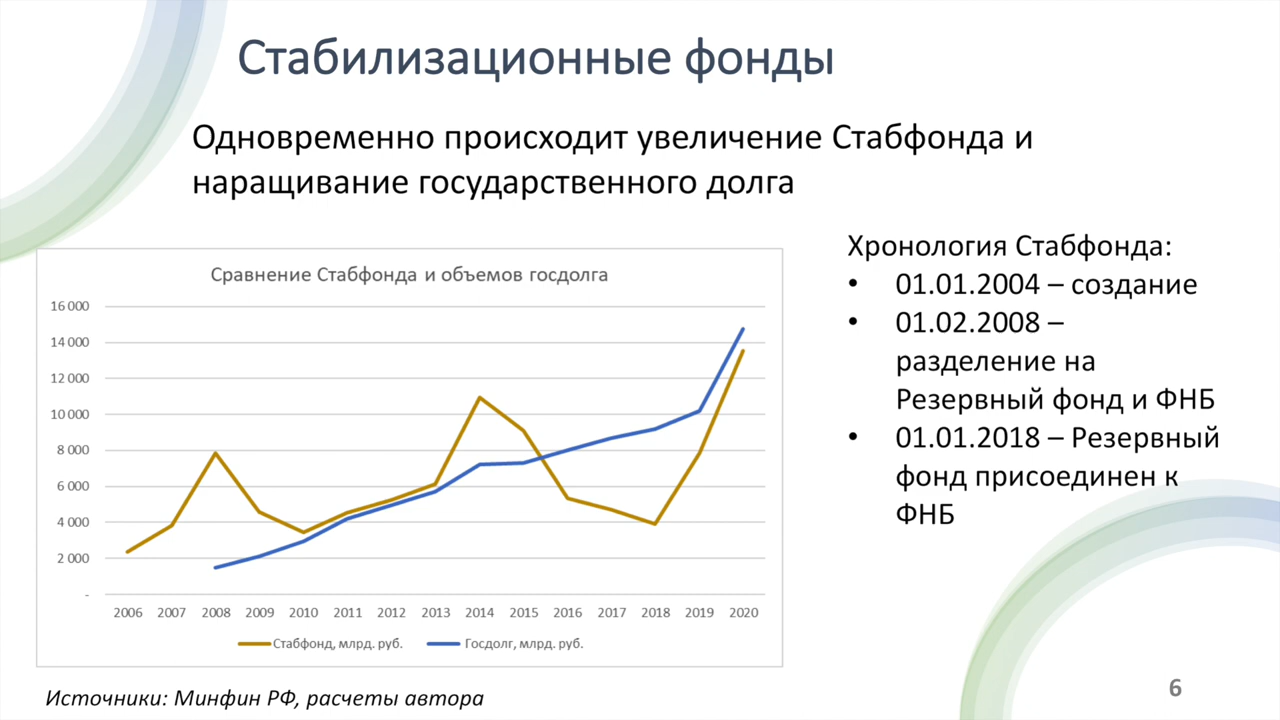 Стабилизационные фонды
Одновременно происходит увеличение Стабфонда и
наращивание государственного долга
Сравнение Стабфонда и объемов госдолга
16 000
14 000
12 000
10 000
8 000
6 000
4 000
2 000
-
2006 2007 2008 2009 2010 2011 2012 2013 2014 2015 2016 2017 2018 2019 2020
Стабфонд, млрд. руб. Госдолг, млрд. руб.
Хронология Стабфонда:
• 01.01.2004 – создание
• 01.02.2008 –
разделение на
Резервный фонд и ФНБ
• 01.01.2018 – Резервный
фонд присоединен к
ФНБ
Источники: Минфин РФ, расчеты автора
6